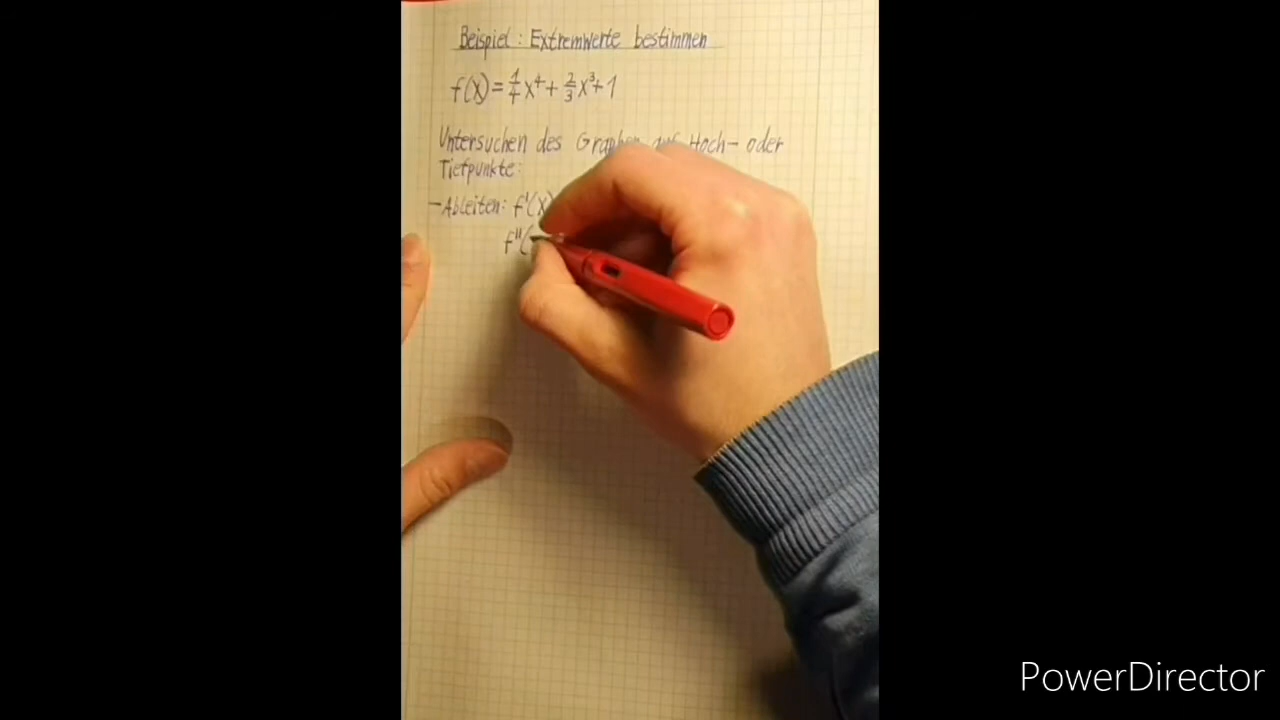 Beispiel: Extremwerte bestimmen
f(x) = 1/4 x⁴ + 2/3 x³ + 1
Untersuchen des Graphen auf Hoch- oder
Tiefpunkte:
- Ableiten: f'(x)
f''(
PowerDirector